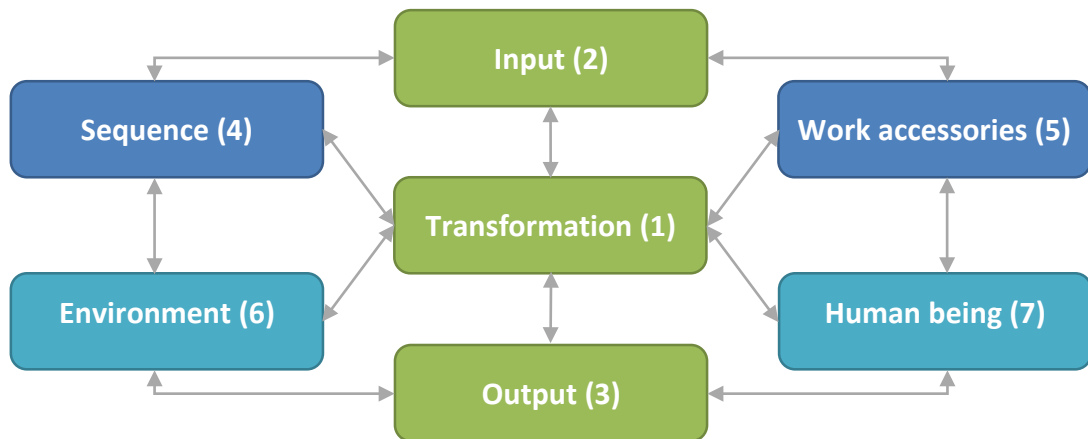 Input (2)
Sequence (4)
Work accessories (5)
Transformation (1)
Environment (6)
Human being (7)
Output (3)